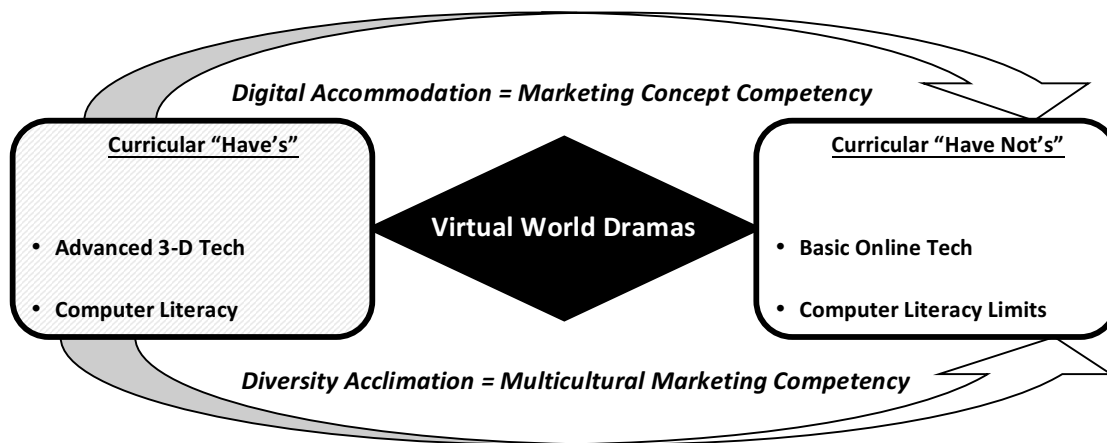 Digital Accommodation = Marketing Concept Competency
Curricular “Have’s”
• Advanced 3-D Tech
• Computer Literacy
Virtual World Dramas
Curricular “Have Not’s”
• Basic Online Tech
• Computer Literacy Limits
Diversity Acclimation = Multicultural Marketing Competency